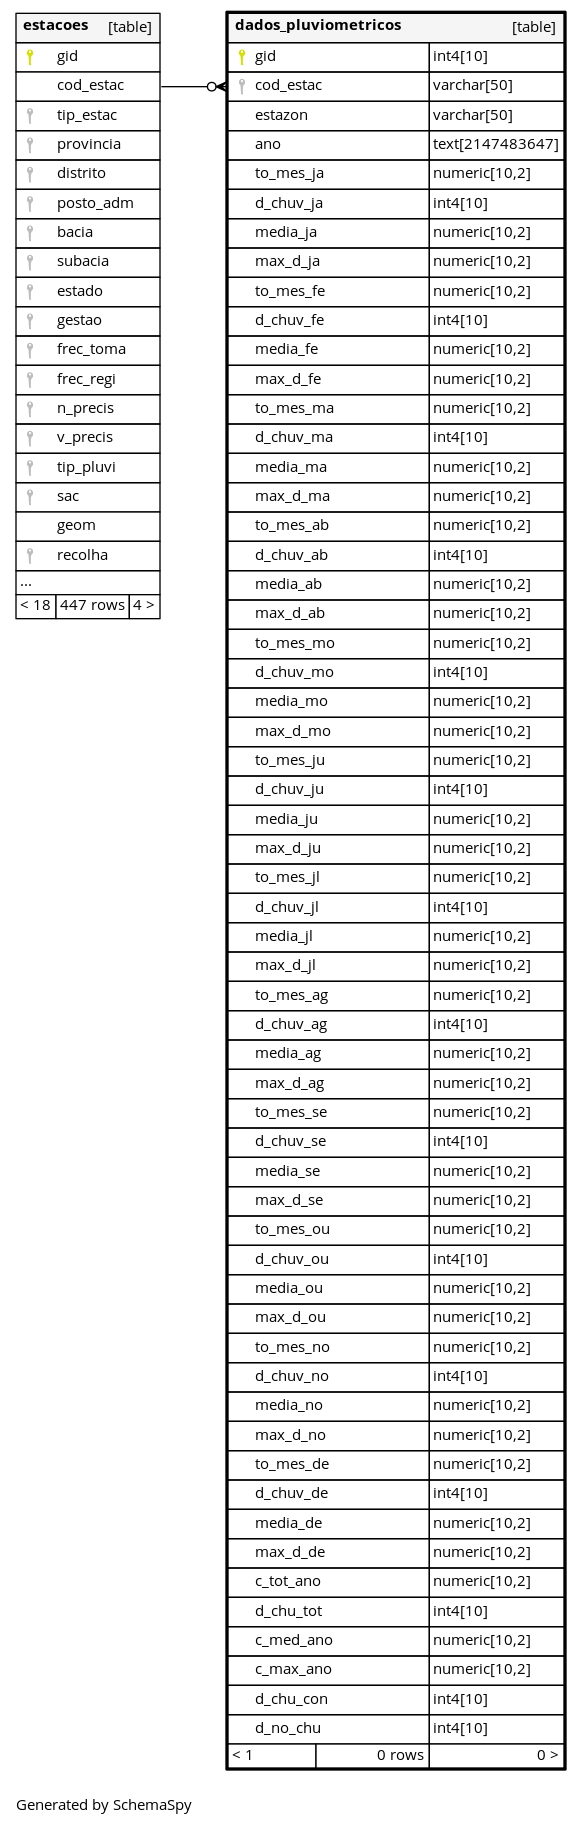 estacoes [table]
gid
cod_estac
tip_estac
provincia
distrito
posto_adm
bacia
subacia
estado
gestao
frec_toma
frec_regi
n_precis
v_precis
tip_pluvi
sac
geom
recolha
...
< 18 447 rows 4 >
dados_pluviometricos [table]
gid int4[10]
cod_estac varchar[50]
estazon varchar[50]
ano text[2147483647]
to_mes_ja numeric[10,2]
d_chuv_ja int4[10]
media_ja numeric[10,2]
max_d_ja numeric[10,2]
to_mes_fe numeric[10,2]
d_chuv_fe int4[10]
media_fe numeric[10,2]
max_d_fe numeric[10,2]
to_mes_ma numeric[10,2]
d_chuv_ma int4[10]
media_ma numeric[10,2]
max_d_ma numeric[10,2]
to_mes_ab numeric[10,2]
d_chuv_ab int4[10]
media_ab numeric[10,2]
max_d_ab numeric[10,2]
to_mes_mo numeric[10,2]
d_chuv_mo int4[10]
media_mo numeric[10,2]
max_d_mo numeric[10,2]
to_mes_ju numeric[10,2]
d_chuv_ju int4[10]
media_ju numeric[10,2]
max_d_ju numeric[10,2]
to_mes_jl numeric[10,2]
d_chuv_jl int4[10]
media_jl numeric[10,2]
max_d_jl numeric[10,2]
to_mes_ag numeric[10,2]
d_chuv_ag int4[10]
media_ag numeric[10,2]
max_d_ag numeric[10,2]
to_mes_se numeric[10,2]
d_chuv_se int4[10]
media_se numeric[10,2]
max_d_se numeric[10,2]
to_mes_ou numeric[10,2]
d_chuv_ou int4[10]
media_ou numeric[10,2]
max_d_ou numeric[10,2]
to_mes_no numeric[10,2]
d_chuv_no int4[10]
media_no numeric[10,2]
max_d_no numeric[10,2]
to_mes_de numeric[10,2]
d_chuv_de int4[10]
media_de numeric[10,2]
max_d_de numeric[10,2]
c_tot_ano numeric[10,2]
d_chu_tot int4[10]
c_med_ano numeric[10,2]
c_max_ano numeric[10,2]
d_chu_con int4[10]
d_no_chu int4[10]
< 1 0 rows 0 >
Generated by SchemaSpy